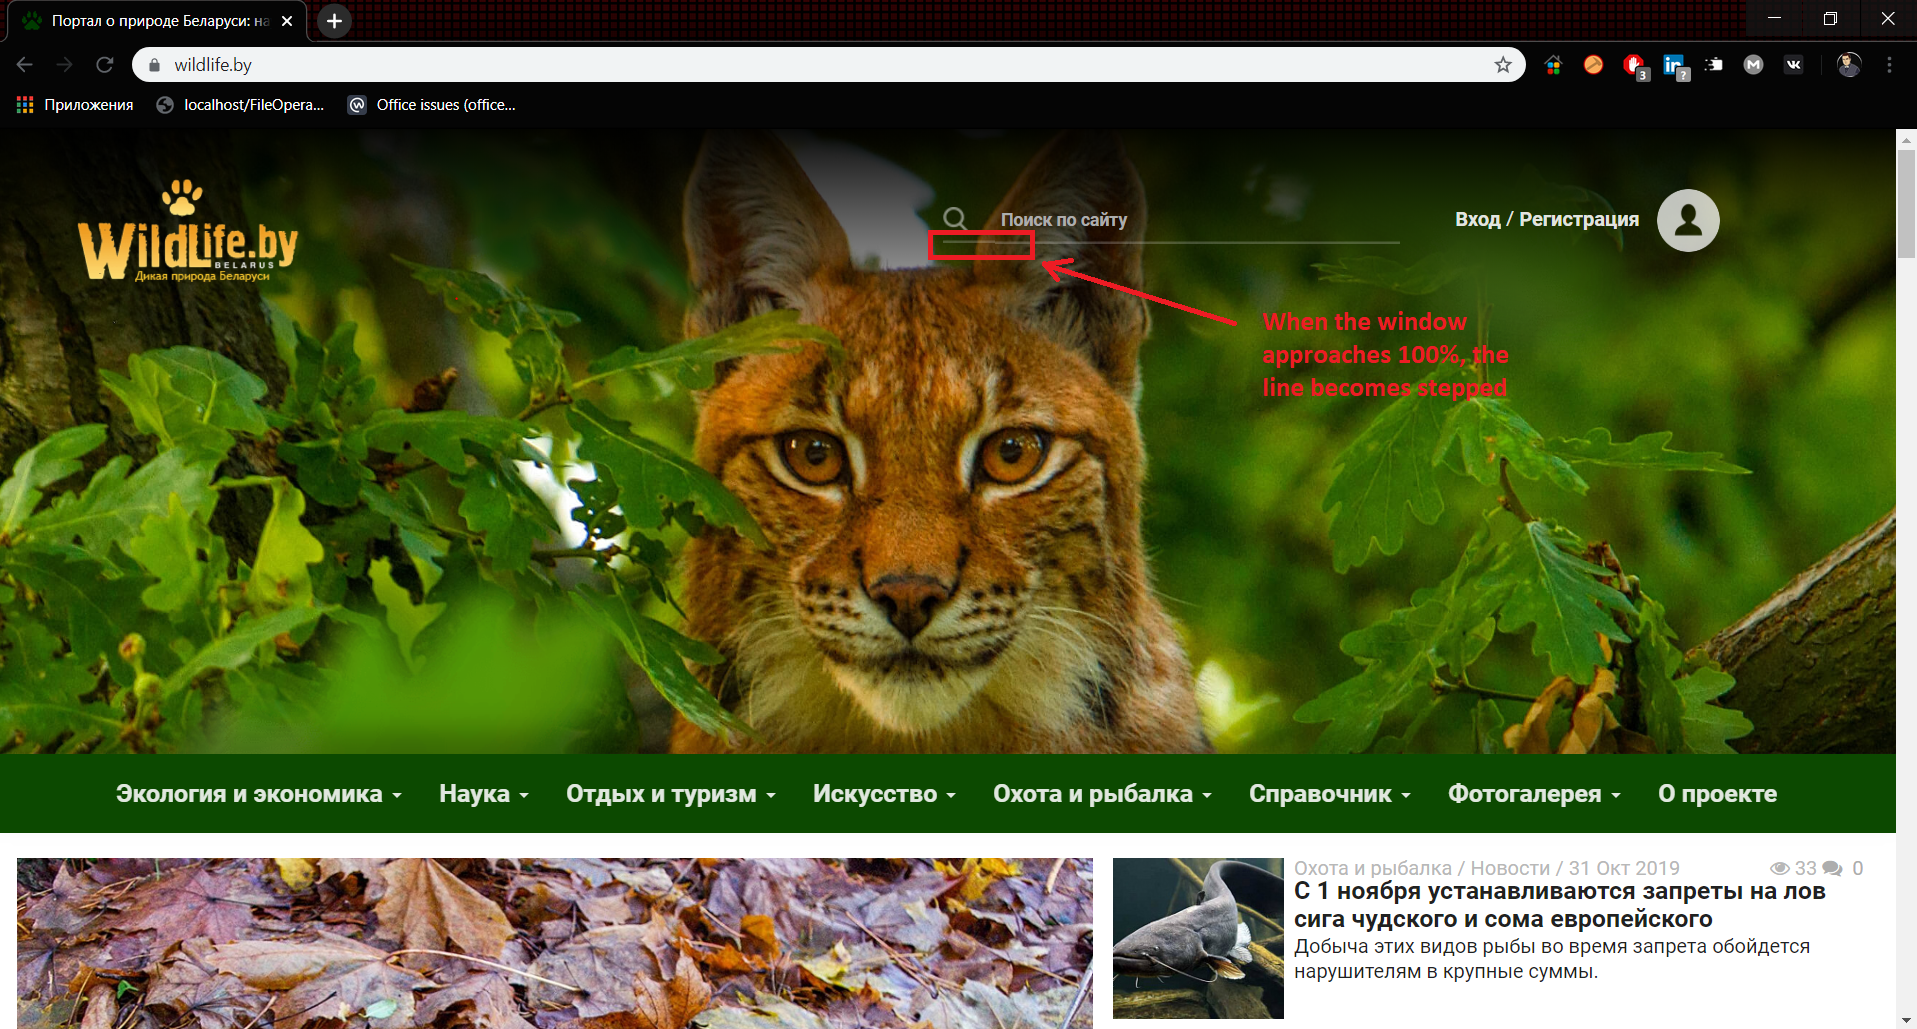 Портал о природе Беларуси: на
wildlife.by
3
?
Приложения
localhost/FileOpera...
Office issues (office...
WildLife.by
BELARUS
Дикая природа Беларуси
Поиск по сайту
Вход / Регистрация
When the window
approaches 100%, the
line becomes stepped
Экология и экономика
Наука
Отдых и туризм
Искусство
Охота и рыбалка
Справочник
Фотогалерея
О проекте
Охота и рыбалка / Новости / 31 Окт 2019
33
0
С 1 ноября устанавливаются запреты на лов
сига чудского и сома европейского
Добыча этих видов рыбы во время запрета обойдется
нарушителям в крупные суммы.